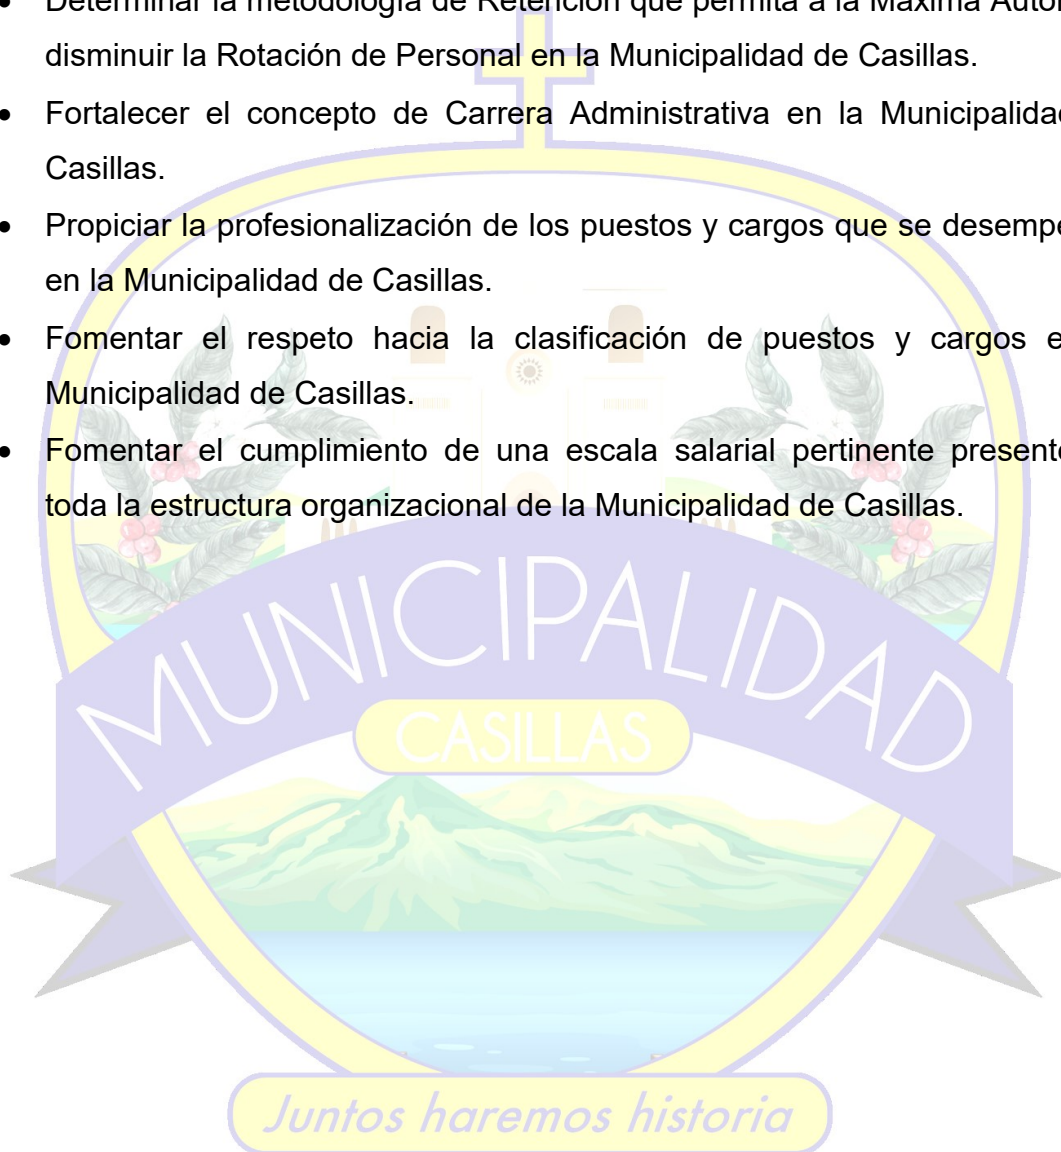 • Determinar la metodología de Retención que permita a la Máxima Autor
disminuir la Rotación de Personal en la Municipalidad de Casillas.
• Fortalecer el concepto de Carrera Administrativa en la Municipalidad
Casillas.
• Propiciar la profesionalización de los puestos y cargos que se desempe
en la Municipalidad de Casillas.
• Fomentar el respeto hacia la clasificación de puestos y cargos e
Municipalidad de Casillas.
• Fomentar el cumplimiento de una escala salarial pertinente present
toda la estructura organizacional de la Municipalidad de Casillas.
MUNICIPALIDAD
CASILLAS
Juntos haremos historia